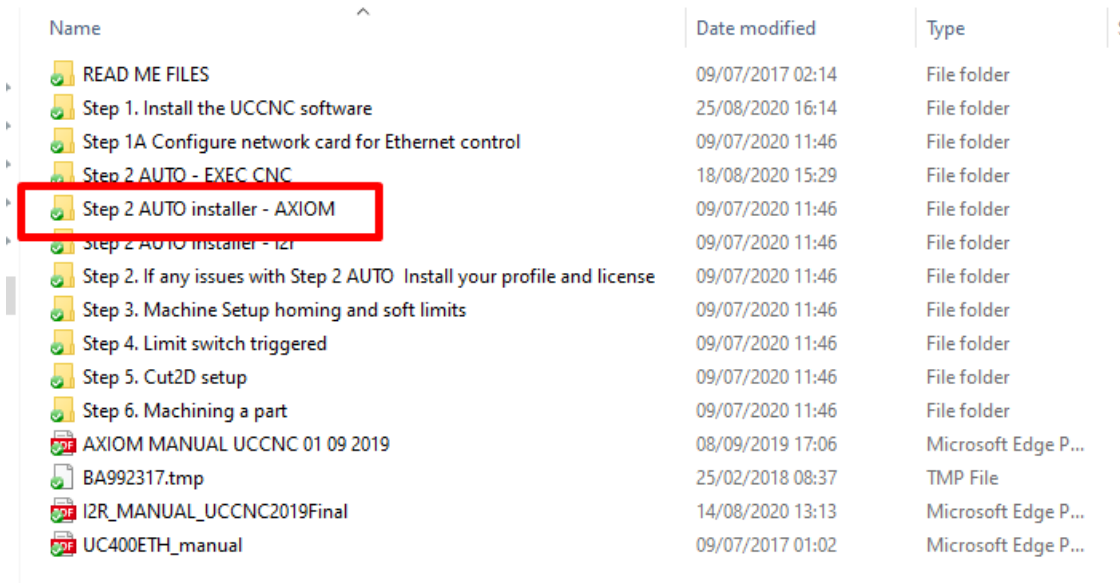 Name Date modified Type
READ ME FILES 09/07/2017 02:14 File folder
Step 1. Install the UCCNC software 25/08/2020 16:14 File folder
Step 1A Configure network card for Ethernet control 09/07/2020 11:46 File folder
Step 2 AUTO - EXEC CNC 18/08/2020 15:29 File folder
Step 2 AUTO installer - AXIOM 09/07/2020 11:46 File folder
Step 2 AUTO installer - I2r 09/07/2020 11:46 File folder
Step 2. If any issues with Step 2 AUTO  Install your profile and license 09/07/2020 11:46 File folder
Step 3. Machine Setup homing and soft limits 09/07/2020 11:46 File folder
Step 4. Limit switch triggered 09/07/2020 11:46 File folder
Step 5. Cut2D setup 09/07/2020 11:46 File folder
Step 6. Machining a part 09/07/2020 11:46 File folder
PDF AXIOM MANUAL UCCNC 01 09 2019 08/09/2019 17:06 Microsoft Edge P...
BA992317.tmp 25/02/2018 08:37 TMP File
PDF I2R_MANUAL_UCCNC2019Final 14/08/2020 13:13 Microsoft Edge P...
PDF UC400ETH_manual 09/07/2017 01:02 Microsoft Edge P...